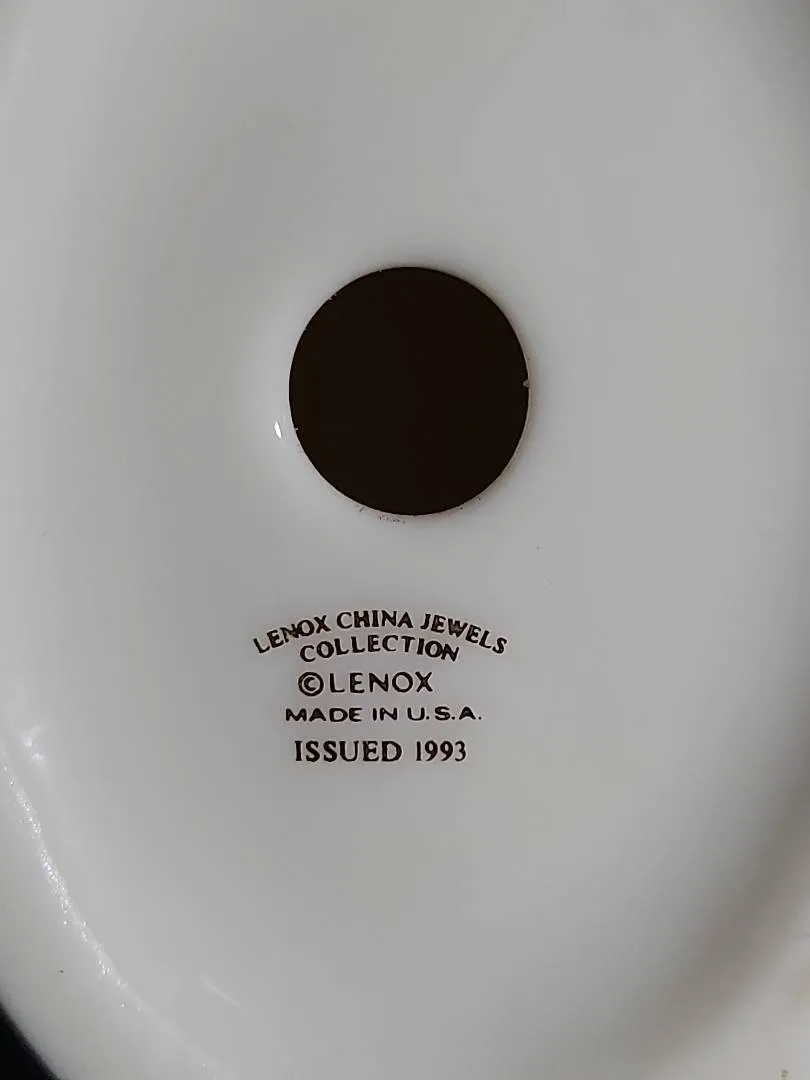 LENOX CHINA JEWELS
COLLECTION
©LENOX
MADE IN U.S.A.
ISSUED 1993